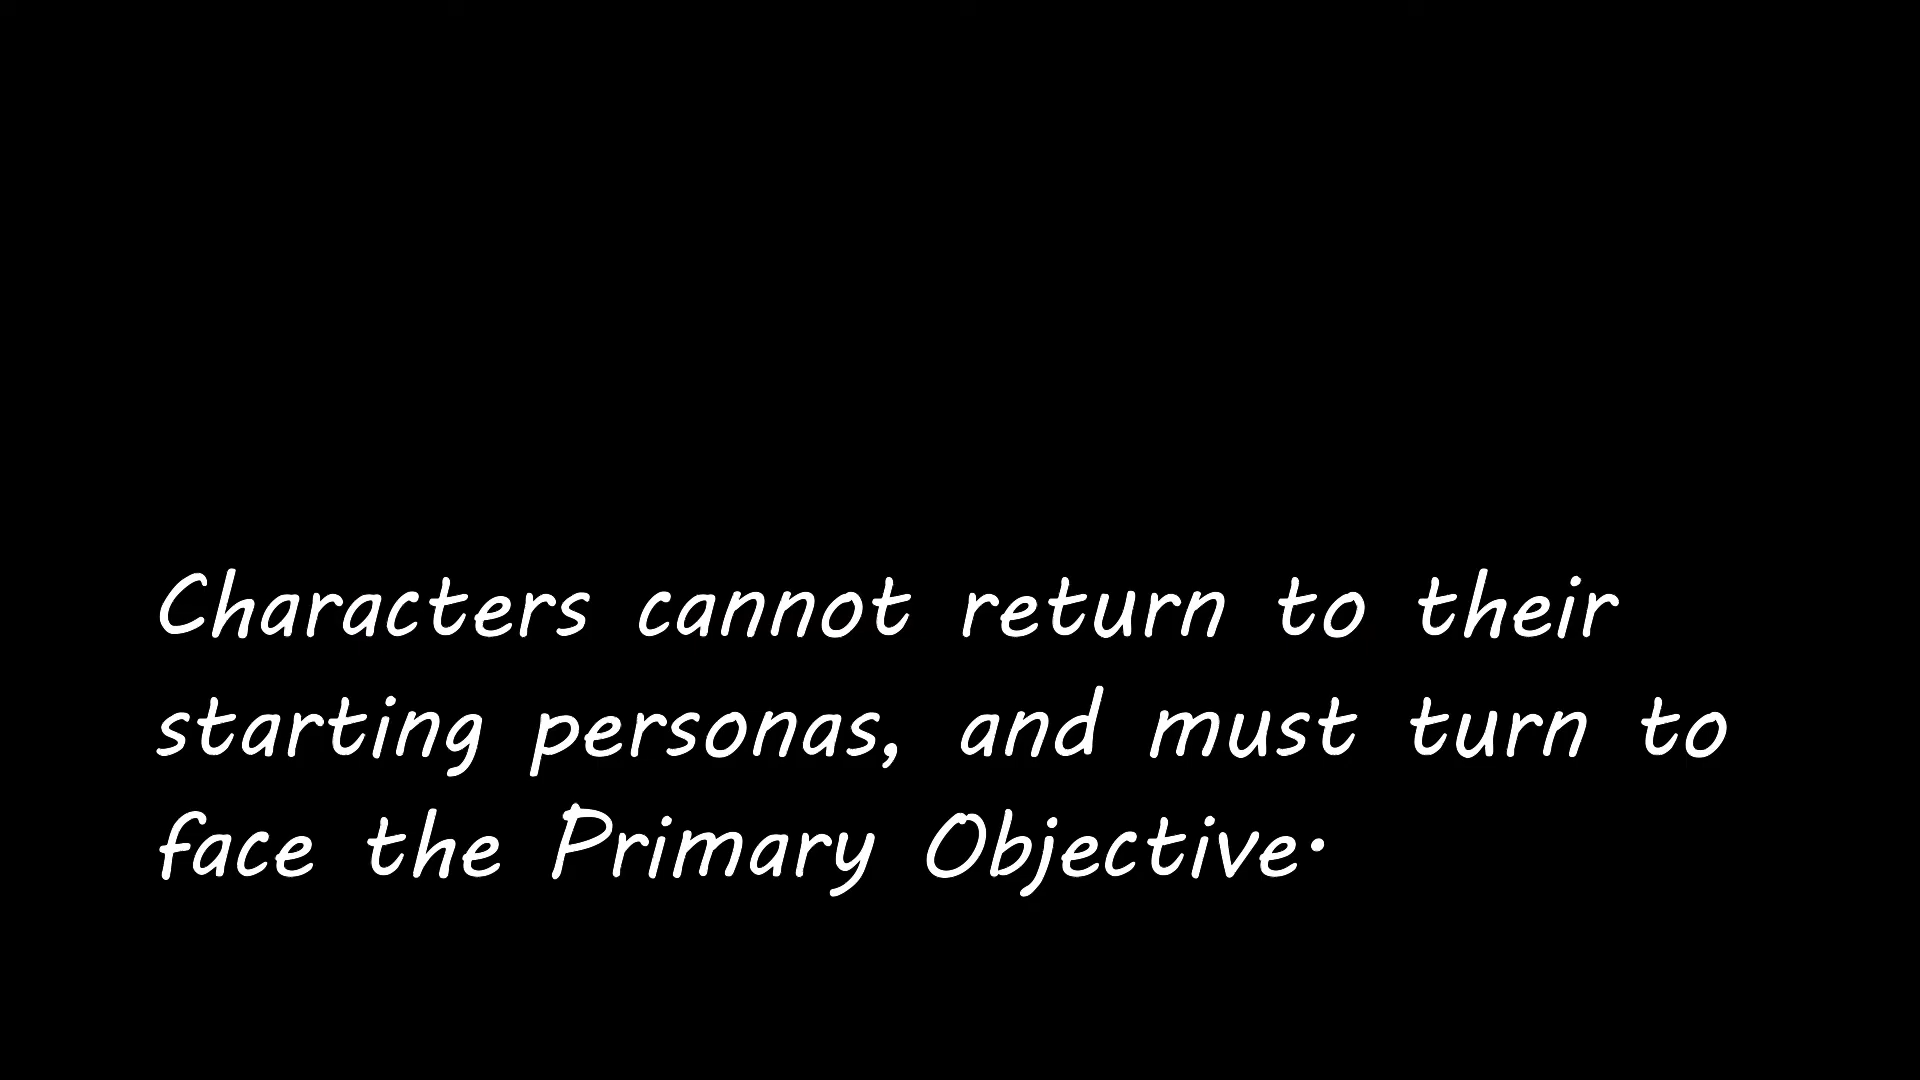 Characters cannot return to their
starting personas, and must turn to
face the Primary Objective.